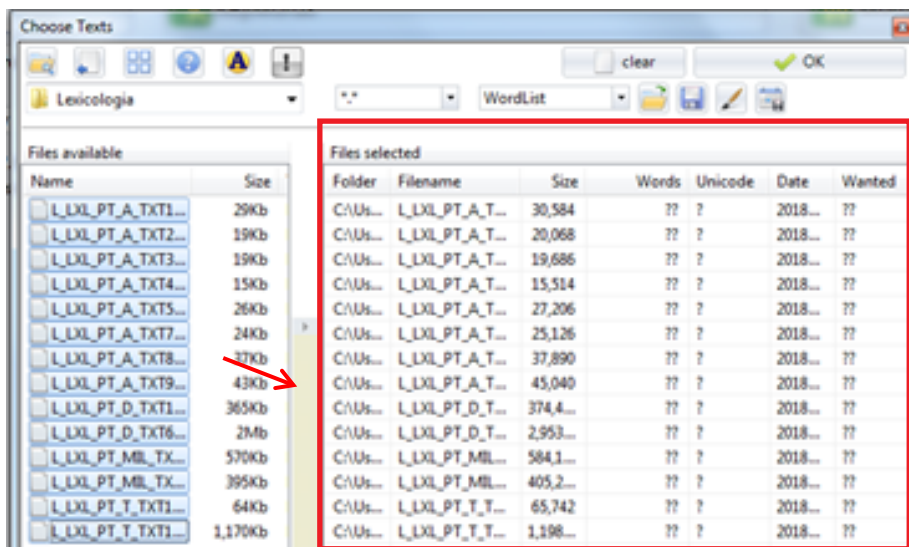 Choose Texts
clear OK
Lexicologia *.* WordList
Files available Files selected
Name Size Folder Filename Size Words Unicode Date Wanted
L_LXL_PT_A_TXT1... 29Kb C:\Us... L_LXL_PT_A_T... 30,584 ?? ? 2018... ??
L_LXL_PT_A_TXT2... 19Kb C:\Us... L_LXL_PT_A_T... 20,068 ?? ? 2018... ??
L_LXL_PT_A_TXT3... 19Kb C:\Us... L_LXL_PT_A_T... 19,686 ?? ? 2018... ??
L_LXL_PT_A_TXT4... 15Kb C:\Us... L_LXL_PT_A_T... 15,514 ?? ? 2018... ??
L_LXL_PT_A_TXT5... 26Kb C:\Us... L_LXL_PT_A_T... 27,206 ?? ? 2018... ??
L_LXL_PT_A_TXT7... 24Kb C:\Us... L_LXL_PT_A_T... 25,126 ?? ? 2018... ??
L_LXL_PT_A_TXT8... 37Kb C:\Us... L_LXL_PT_A_T... 37,890 ?? ? 2018... ??
L_LXL_PT_A_TXT9... 43Kb C:\Us... L_LXL_PT_A_T... 45,040 ?? ? 2018... ??
L_LXL_PT_D_TXT1... 365Kb C:\Us... L_LXL_PT_D_T... 374,4... ?? ? 2018... ??
L_LXL_PT_D_TXT6... 2Mb C:\Us... L_LXL_PT_D_T... 2,953... ?? ? 2018... ??
L_LXL_PT_MIL_TX... 570Kb C:\Us... L_LXL_PT_MIL... 584,1... ?? ? 2018... ??
L_LXL_PT_MIL_TX... 395Kb C:\Us... L_LXL_PT_MIL... 405,2... ?? ? 2018... ??
L_LXL_PT_T_TXT1... 64Kb C:\Us... L_LXL_PT_T_T... 65,742 ?? ? 2018... ??
L_LXL_PT_T_TXT1... 1,170Kb C:\Us... L_LXL_PT_T_T... 1,198... ?? ? 2018... ??